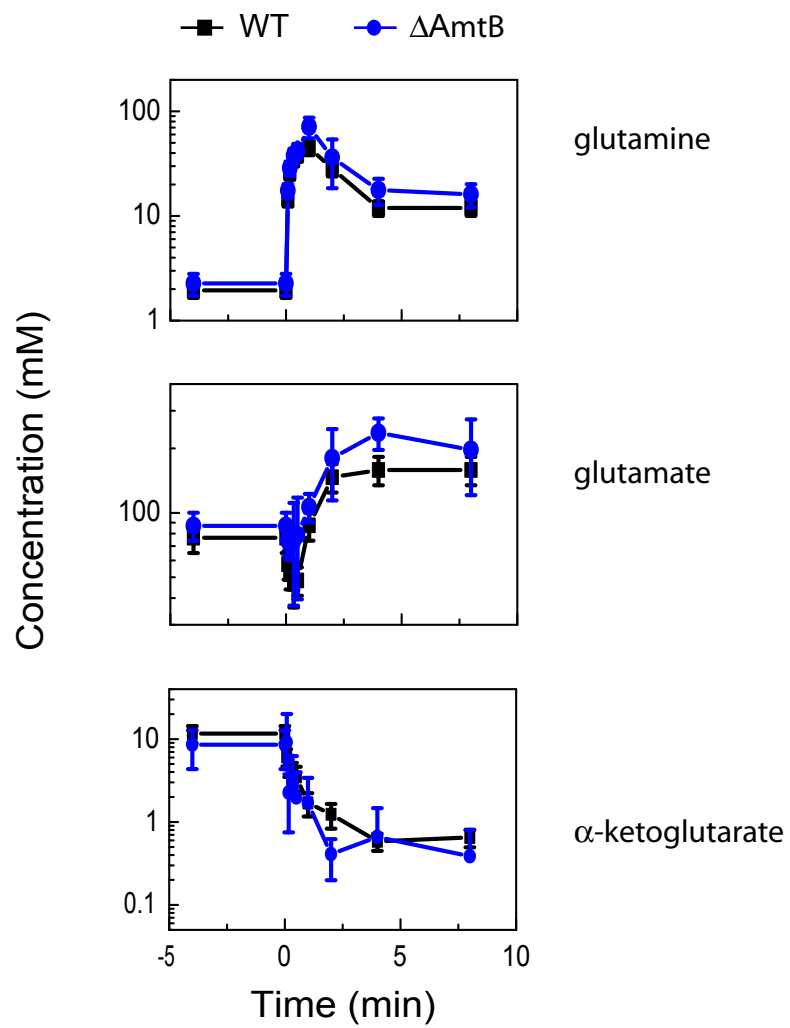 WT ΔAmtB
100
10
1
glutamine
Concentration (mM)
100
glutamate
10
1
0.1
α-ketoglutarate
-5 0 5 10
Time (min)